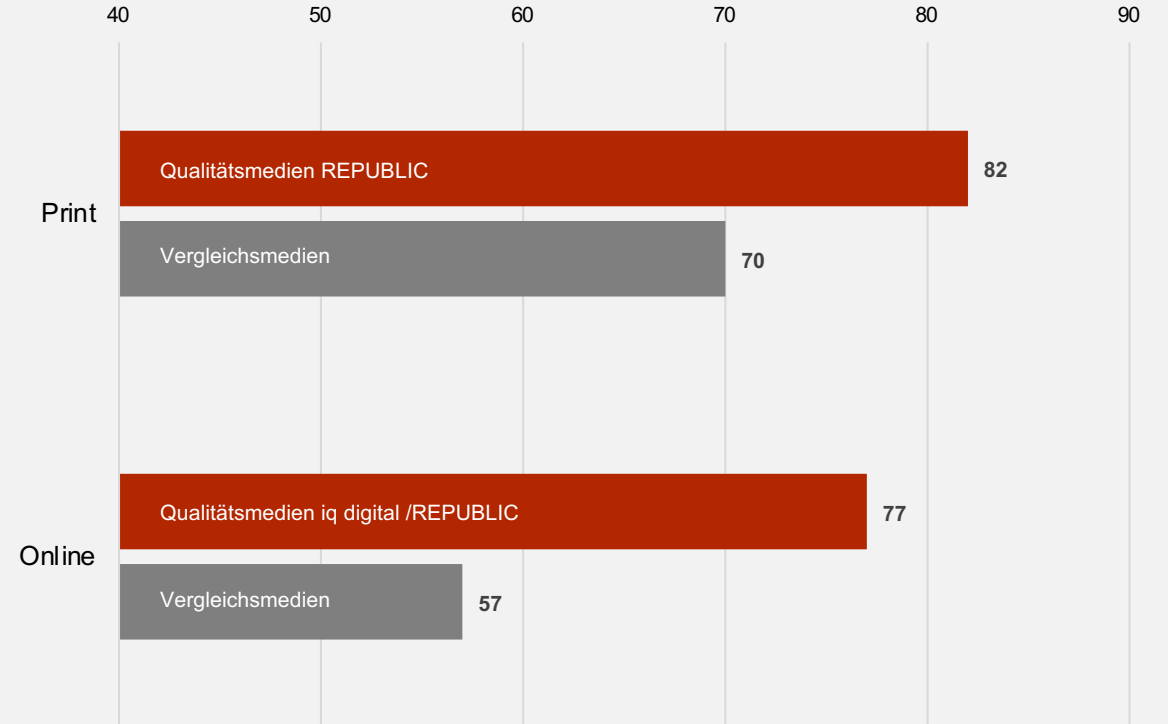 40 50 60 70 80 90
Print
Qualitätsmedien REPUBLIC 82
Vergleichsmedien 70
Online
Qualitätsmedien iq digital /REPUBLIC 77
Vergleichsmedien 57